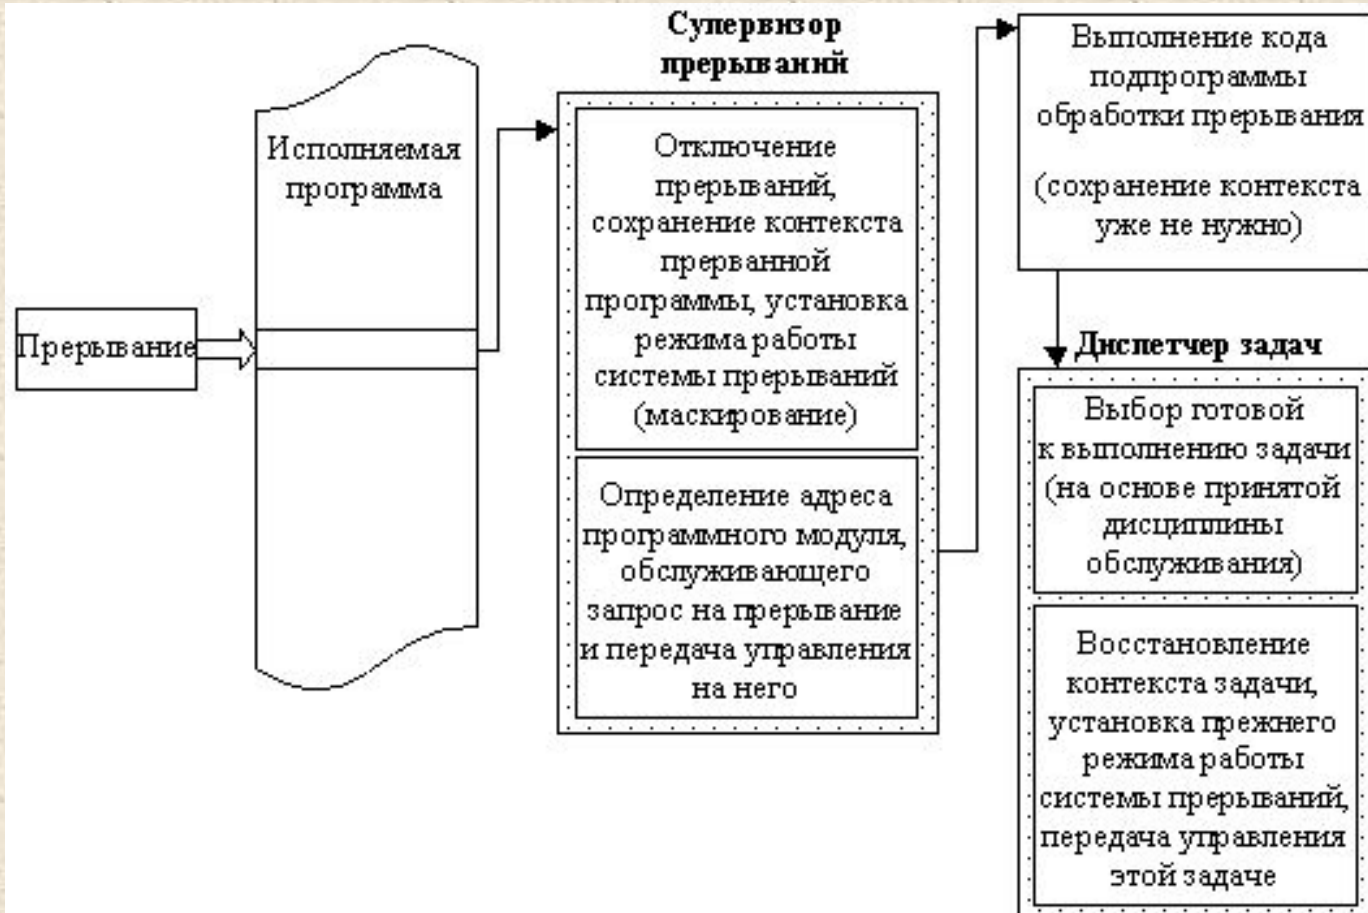 Прерывание
Исполняемая
программа
Супервизор
прерываний
Отключение
прерываний,
сохранение контекста
прерванной
программы, установка
режима работы
системы прерываний
(маскирование)
Определение адреса
программного модуля,
обслуживающего
запрос на прерывание
и передача управления
на него
Выполнение кода
подпрограммы
обработки прерывания
(сохранение контекста
уже не нужно)
Диспетчер задач
Выбор готовой
к выполнению задачи
(на основе принятой
дисциплины
обслуживания)
Восстановление
контекста задачи,
установка прежнего
режима работы
системы прерываний,
передача управления
этой задаче